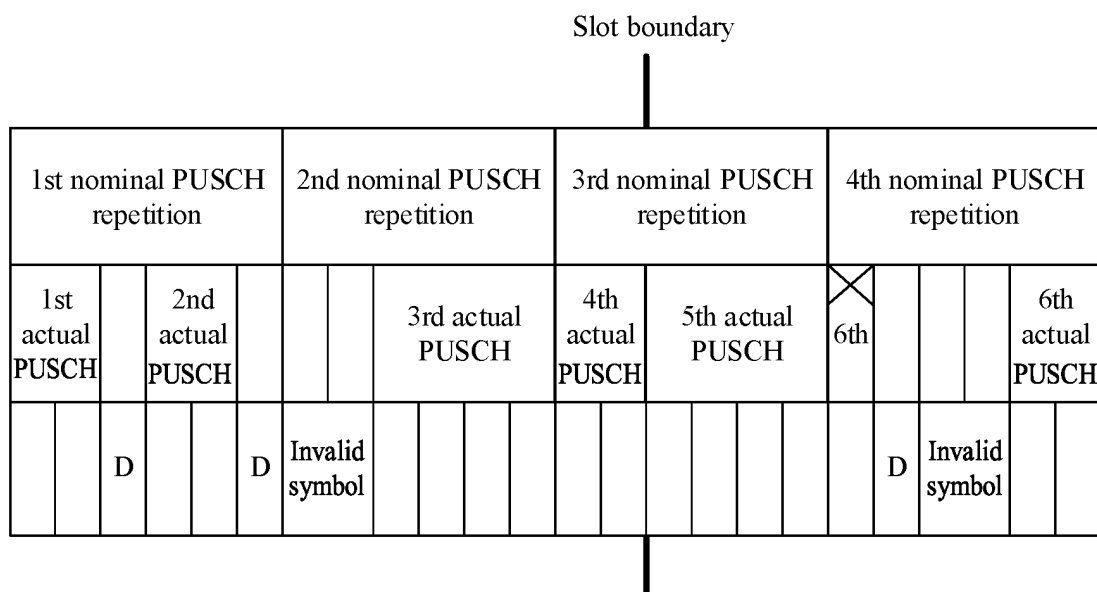 Slot boundary
1st nominal PUSCH
repetition
2nd nominal PUSCH
repetition
3rd nominal PUSCH
repetition
4th nominal PUSCH
repetition
1st
actual
PUSCH
2nd
actual
PUSCH
3rd actual
PUSCH
4th
actual
PUSCH
5th actual
PUSCH
6th
6th
actual
PUSCH
D
D
Invalid
symbol
D
Invalid
symbol